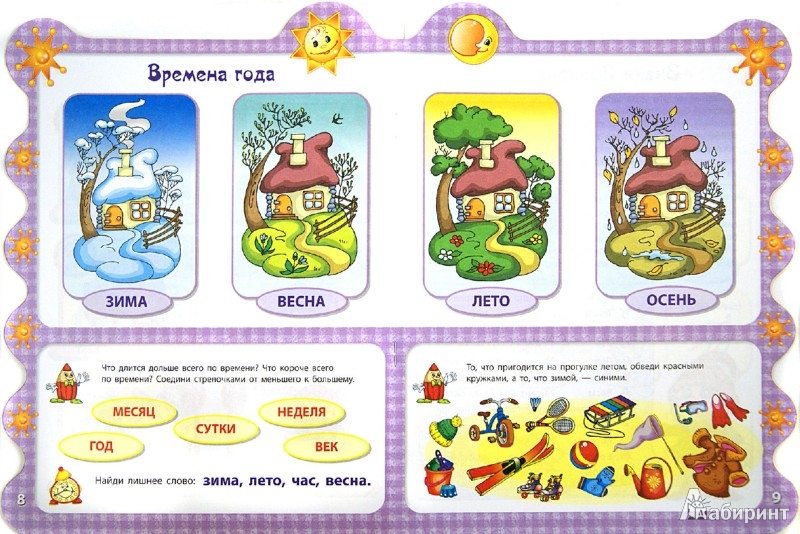 Времена года
ЗИМА
ВЕСНА
ЛЕТО
ОСЕНЬ
Что длится дольше всего по времени? Что короче всего
по времени? Соедини стрелочками от меньшего к большему.
МЕСЯЦ
НЕДЕЛЯ
СУТКИ
ГОД
ВЕК
Найди лишнее слово: зима, лето, час, весна.
8
То, что пригодится на прогулке летом, обведи красными
кружками, а то, что зимой, — синими.
9
Лабиринт